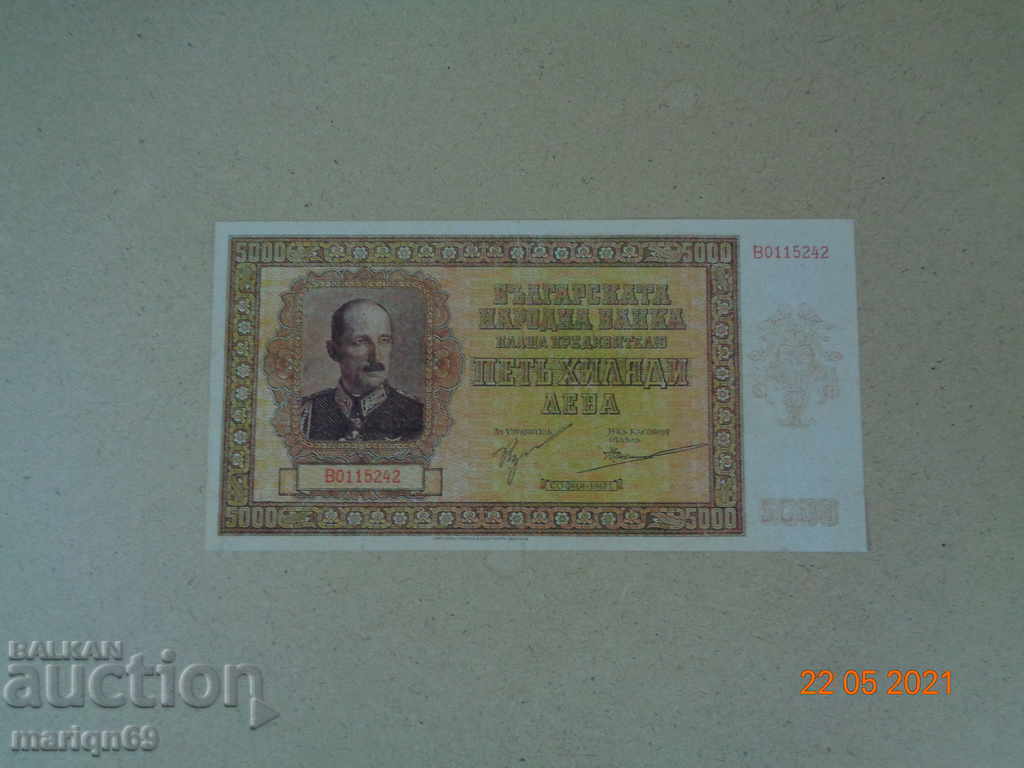 5000
5000
B0115242
БЪЛГАРСКАТА
НАРОДНА БАНКА
ПЛАЩА ПРЕДЯВИТЕЛЮ
ПЕТЬ ХИЛЯДИ
ЛЕВА
B0115242
5000
5000
5000
BALKAN
auction
mariqn69
22 05 2021